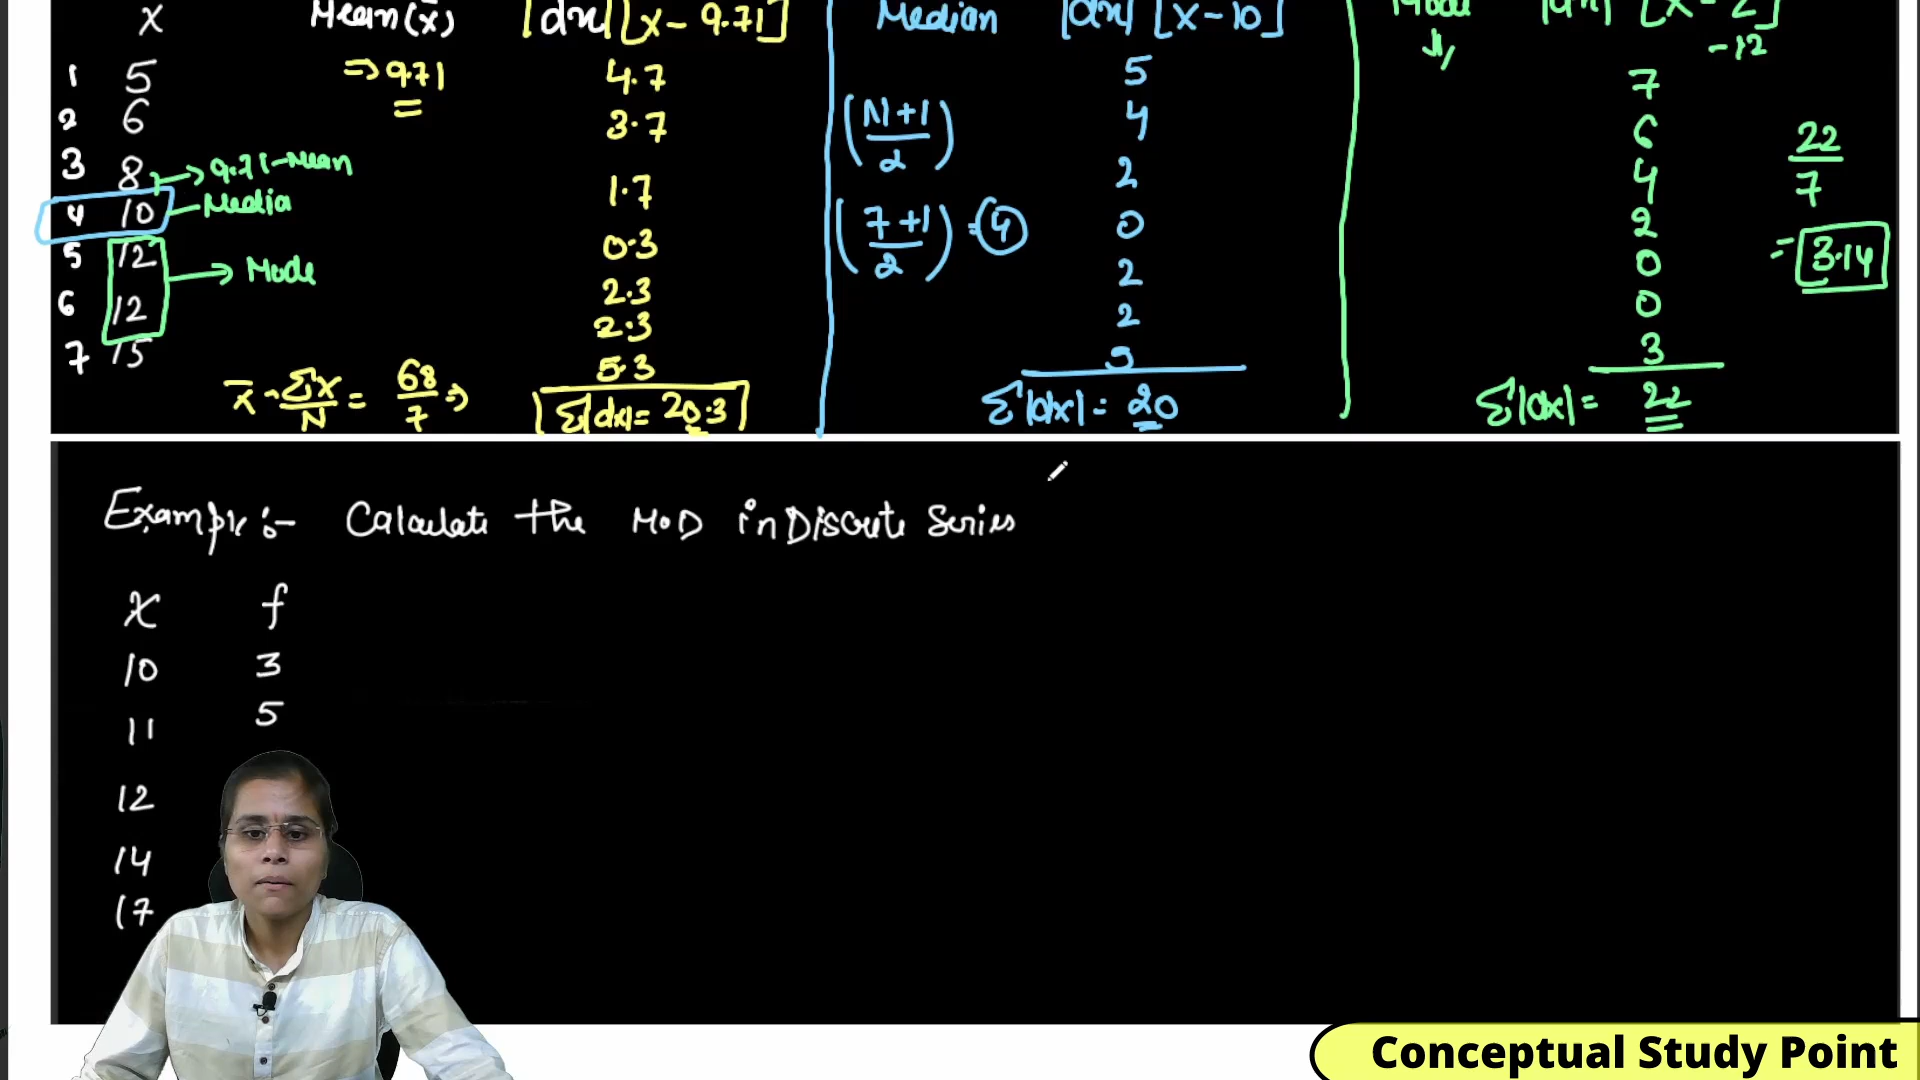 x Mean(x̄) |dx| [x-9.71] Median |dx| [x-10] [x-Z]
=> 9.71 -12
1 5 4.7 5 7
2 6 3.7 (N+1/2) 4 6 22/7
3 8 → 9.71-Mean 1.7 2 4
4 10 - Media 0.3 (7+1/2) = 4 0 2 = 3.14
5 12 → Mode 2.3 2 0
6 12 2.3 2 0
7 15 5.3 5 3
x̄ = Σx/N = 68/7 => Σ|dx| = 20.3 Σ|dx| = 20 Σ|dx| = 22
Example:- Calculate the M.D in Discrete Series
x f
10 3
11 5
12
14
17
Conceptual Study Point